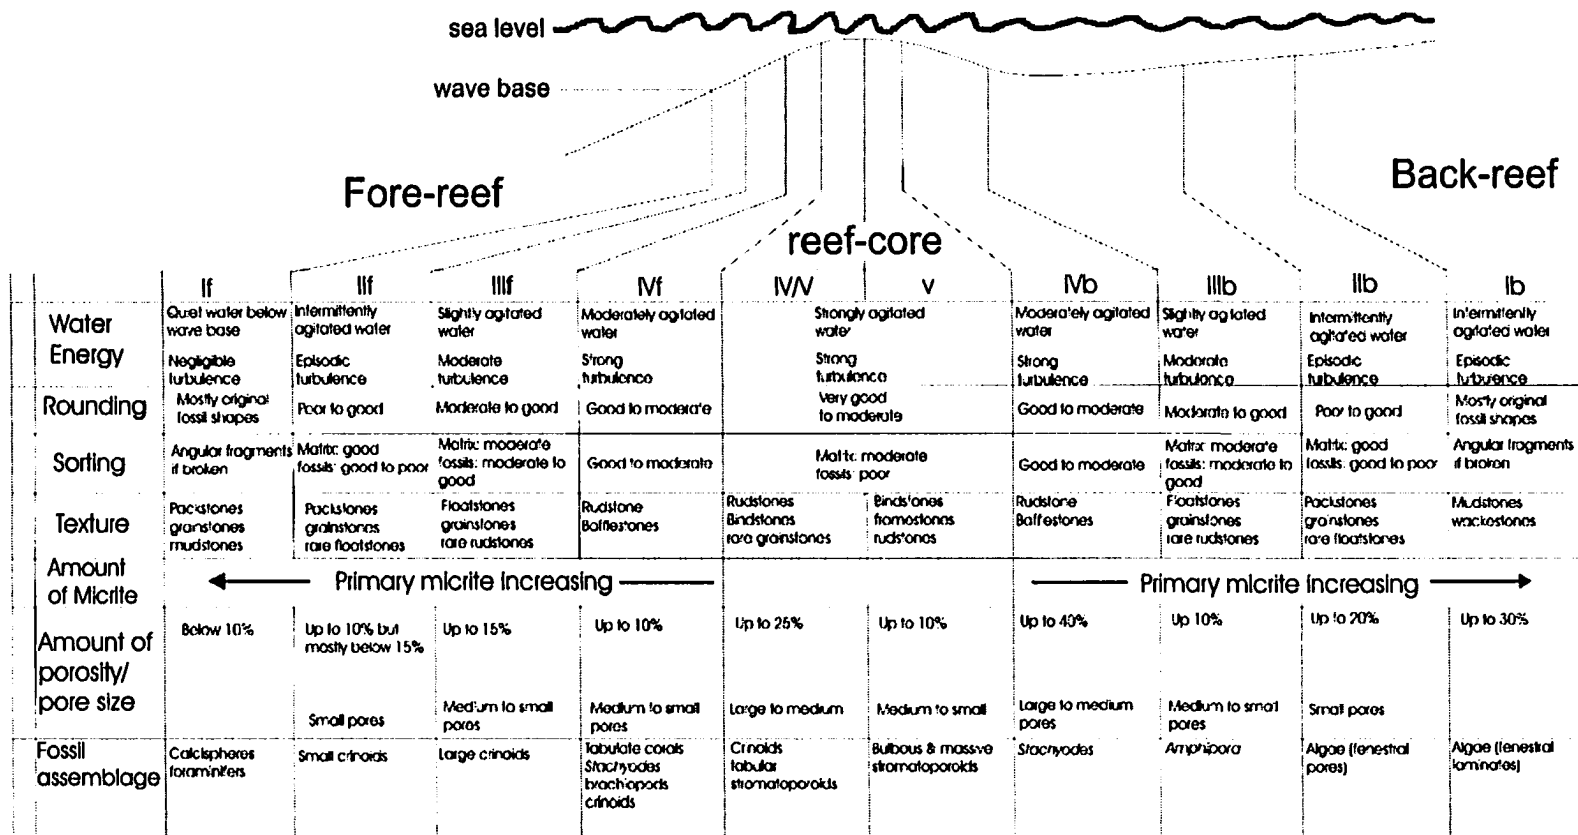 sea level
wave base
Fore-reef
Back-reef
reef-core
If IIf IIIf IVf IV/V V IVb IIIb IIb Ib
Water Energy
Quiet water below wave base
Negligible turbulence
Intermittently agitated water
Episodic turbulence
Slightly agitated water
Moderate turbulence
Moderately agitated water
Strong turbulence
Strongly agitated water
Strong turbulence
Moderately agitated water
Strong turbulence
Slightly agitated water
Moderate turbulence
Intermittently agitated water
Episodic turbulence
Intermittently agitated water
Episodic turbulence
Rounding
Mostly original fossil shapes
Poor to good
Moderate to good
Good to moderate
Very good to moderate
Good to moderate
Moderate to good
Poor to good
Mostly original fossil shapes
Sorting
Angular fragments if broken
Matrix: good fossils: good to poor
Matrix: moderate fossils: moderate to good
Good to moderate
Matrix: moderate fossils: poor
Good to moderate
Matrix: moderate fossils: moderate to good
Matrix: good fossils: good to poor
Angular fragments if broken
Texture
Packstones grainstones mudstones
Packstones grainstones rare floatstones
Floatstones grainstones rare rudstones
Rudstone Bafflestones
Rudstones Bindstones rare grainstones
Bindstones framestones rudstones
Rudstone Bafflestones
Floatstones grainstones rare rudstones
Packstones grainstones rare floatstones
Mudstones wackestones
Amount of Micrite
Primary micrite increasing
Primary micrite increasing
Amount of porosity/ pore size
Below 10%
Up to 10% but mostly below 15%
Small pores
Up to 15%
Medium to small pores
Up to 10%
Medium to small pores
Up to 25%
Large to medium
Up to 10%
Medium to small
Up to 40%
Large to medium pores
Up 10%
Medium to small pores
Up to 20%
Small pores
Up to 30%
Fossil assemblage
Calcispheres foraminifers
Small crinoids
Large crinoids
Tabulate corals Stachyodes brachiopods crinoids
Crinoids tabular stromatoporoids
Bulbous & massive stromatoporoids
Stachyodes
Amphipora
Algae (fenestral pores)
Algae (fenestral laminates)